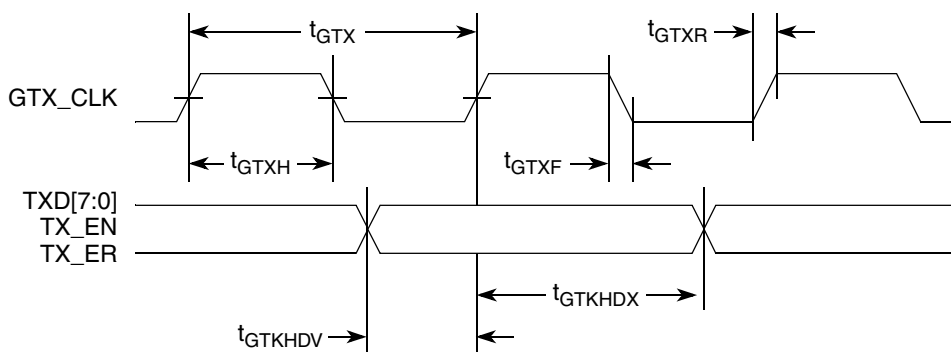 tGTX
tGTXR
GTX_CLK
tGTXH
tGTXF
TXD[7:0]
TX_EN
TX_ER
tGTKHDX
tGTKHDV